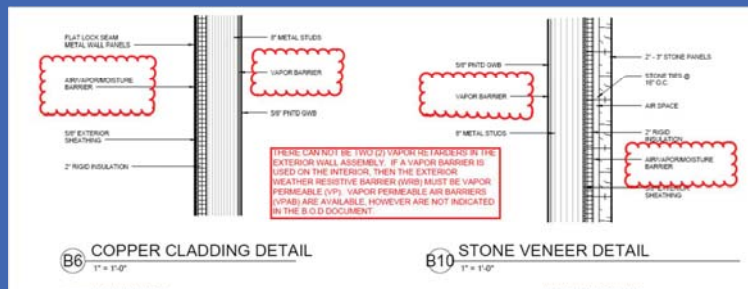 FLAT LOCK SEAM
METAL WALL PANELS
AIR/VAPOR/MOISTURE
BARRIER
5/8" EXTERIOR
SHEATHING
2" RIGID INSULATION
6" METAL STUDS
VAPOR BARRIER
5/8" PNTD GWB
THERE CAN NOT BE TWO (2) VAPOR RETARDERS IN THE
EXTERIOR WALL ASSEMBLY. IF A VAPOR BARRIER IS
USED ON THE INTERIOR, THEN THE EXTERIOR
WEATHER RESISTIVE BARRIER (WRB) MUST BE VAPOR
PERMEABLE (VP). VAPOR PERMEABLE AIR BARRIERS
(VPAB) ARE AVAILABLE, HOWEVER ARE NOT INDICATED
IN THE B.O.D DOCUMENT.
5/8" PNTD GWB
VAPOR BARRIER
METAL STUDS
2" - 3" STONE PANELS
STONE TIES @
16" O.C.
AIR SPACE
2" RIGID
INSULATION
AIR/VAPOR/MOISTURE
BARRIER
EXTERIOR
SHEATHING
B6 COPPER CLADDING DETAIL
1" = 1'-0"
B10 STONE VENEER DETAIL
1" = 1'-0"